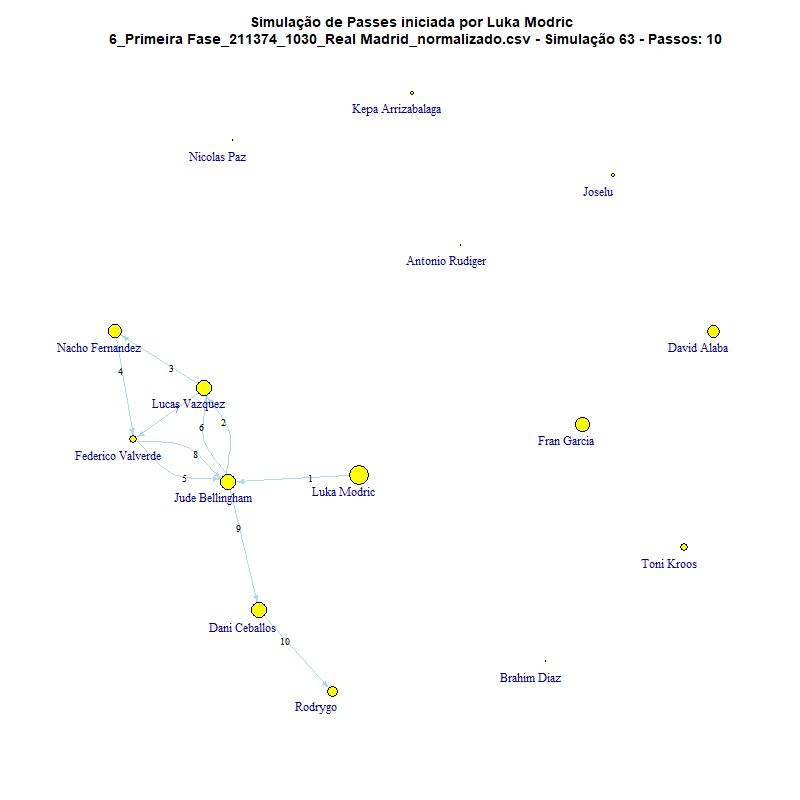 Simulação de Passes iniciada por Luka Modric
6_Primeira Fase_211374_1030_Real Madrid_normalizado.csv - Simulação 63 - Passos: 10
Kepa Arrizabalaga
Nicolas Paz
Joselu
Antonio Rudiger
Nacho Fernandez
David Alaba
3
4
Lucas Vazquez
7
2
6
Fran Garcia
Federico Valverde
8
5
1
Jude Bellingham
Luka Modric
9
Toni Kroos
Dani Ceballos
10
Brahim Diaz
Rodrygo